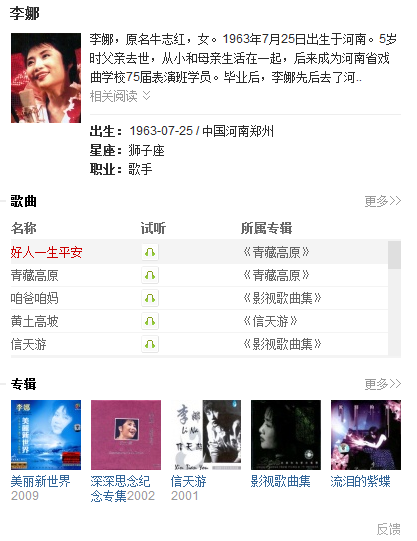 李娜
李娜，原名牛志红，女。1963年7月25日出生于河南。5岁
时父亲去世，从小和母亲生活在一起，后来成为河南省戏
曲学校75届表演班学员。毕业后，李娜先后去了河..
相关阅读
出生：1963-07-25 / 中国河南郑州
星座：狮子座
职业：歌手
歌曲 更多>>
名称 试听 所属专辑
好人一生平安 《青藏高原》
青藏高原 《青藏高原》
咱爸咱妈 《影视歌曲集》
黄土高坡 《信天游》
信天游 《影视歌曲集》
专辑 更多>>
李娜
美丽新世界
李娜
Li Na
信天游
Xin Tian You
美丽新世界
2009
深深思念纪
念专集2002
信天游
2001
影视歌曲集
流泪的紫蝶
反馈